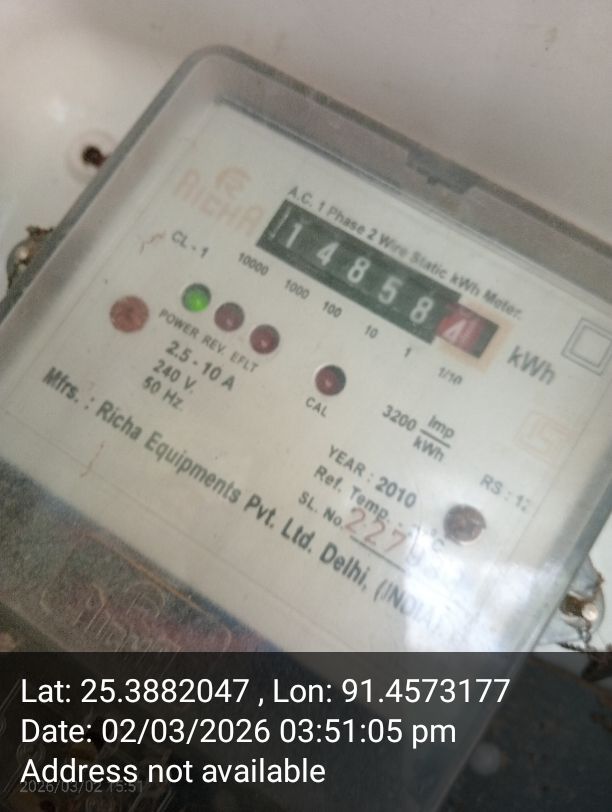 RICHA
A.C. 1 Phase 2 Wire Static kWh Meter
148584
kWh
CL - 1
10000 1000 100 10 1 1/10
POWER REV. EFLT
2.5 - 10 A
240 V.
50 Hz.
CAL
3200 Imp
kWh
YEAR : 2010
RS : 12
Ref. Temp. : °C
SL. No. 227
Mfrs. : Richa Equipments Pvt. Ltd. Delhi, (INDIA)
Lat: 25.3882047 , Lon: 91.4573177
Date: 02/03/2026 03:51:05 pm
Address not available
2026/03/02 15:51